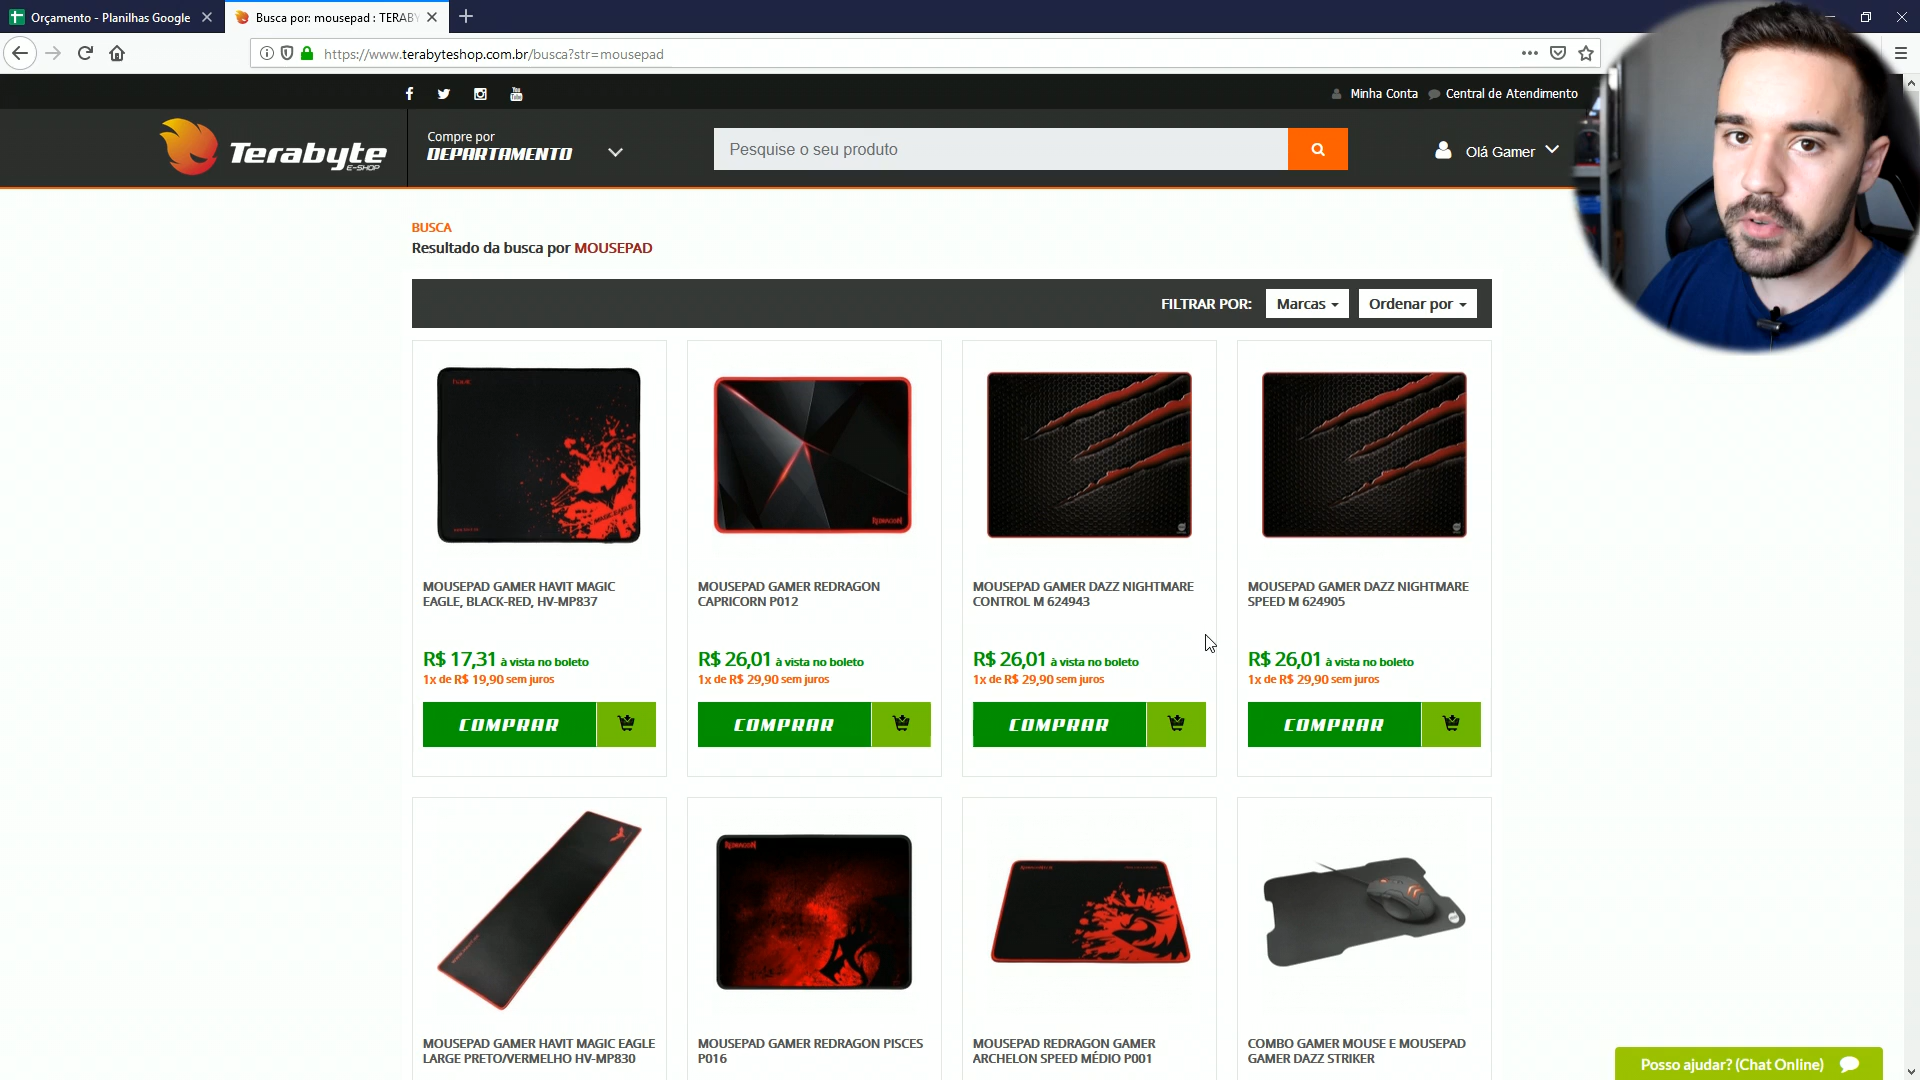 Orçamento - Planilhas Google
Busca por: mousepad : TERABY
https://www.terabyteshop.com.br/busca?str=mousepad
Minha Conta
Central de Atendimento
Terabyte
E-SHOP
Compre por
DEPARTAMENTO
Pesquise o seu produto
Olá Gamer
BUSCA
Resultado da busca por MOUSEPAD
FILTRAR POR:
Marcas
Ordenar por
MAGIC EAGLE
REDRAGON
MOUSEPAD GAMER HAVIT MAGIC
EAGLE, BLACK-RED, HV-MP837
R$ 17,31 à vista no boleto
1x de R$ 19,90 sem juros
COMPRAR
MOUSEPAD GAMER REDRAGON
CAPRICORN P012
R$ 26,01 à vista no boleto
1x de R$ 29,90 sem juros
COMPRAR
MOUSEPAD GAMER DAZZ NIGHTMARE
CONTROL M 624943
R$ 26,01 à vista no boleto
1x de R$ 29,90 sem juros
COMPRAR
MOUSEPAD GAMER DAZZ NIGHTMARE
SPEED M 624905
R$ 26,01 à vista no boleto
1x de R$ 29,90 sem juros
COMPRAR
REDRAGON
MOUSEPAD GAMER HAVIT MAGIC EAGLE
LARGE PRETO/VERMELHO HV-MP830
MOUSEPAD GAMER REDRAGON PISCES
P016
MOUSEPAD REDRAGON GAMER
ARCHELON SPEED MÉDIO P001
COMBO GAMER MOUSE E MOUSEPAD
GAMER DAZZ STRIKER
Posso ajudar? (Chat Online)